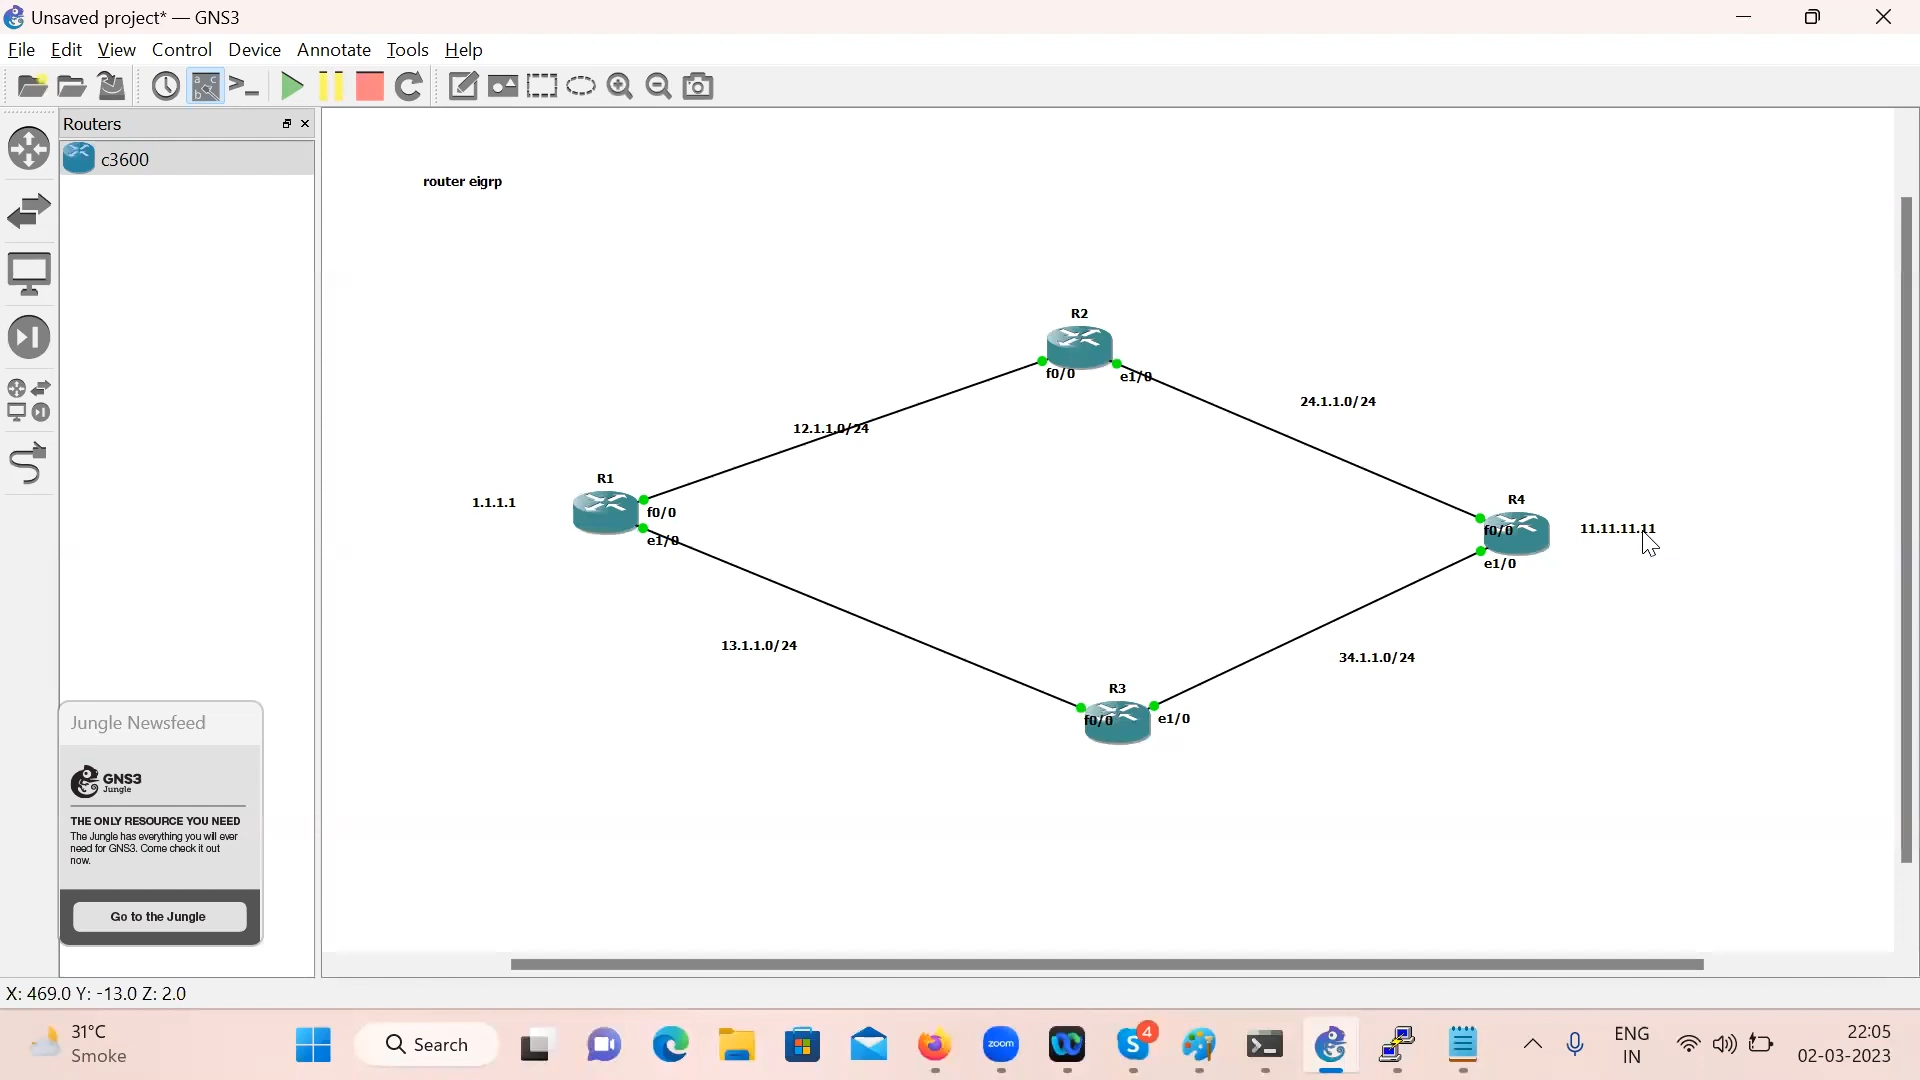 Unsaved project* — GNS3
File Edit View Control Device Annotate Tools Help
Routers
c3600
router eigrp
R2
f0/0
e1/0
24.1.1.0/24
12.1.1.0/24
R1
1.1.1.1
f0/0
e1/0
R4
f0/0
11.11.11.11
e1/0
13.1.1.0/24
34.1.1.0/24
R3
f0/0
e1/0
Jungle Newsfeed
GNS3
Jungle
THE ONLY RESOURCE YOU NEED
The Jungle has everything you will ever
need for GNS3. Come check it out
now.
Go to the Jungle
X: 469.0 Y: -13.0 Z: 2.0
31°C
Smoke
Search
zoom
4
ENG
IN
22:05
02-03-2023